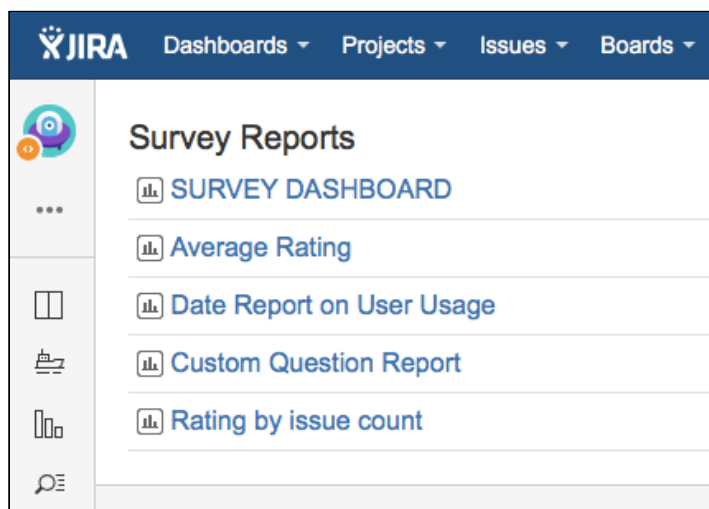 JIRA Dashboards Projects Issues Boards
Survey Reports
SURVEY DASHBOARD
Average Rating
Date Report on User Usage
Custom Question Report
Rating by issue count